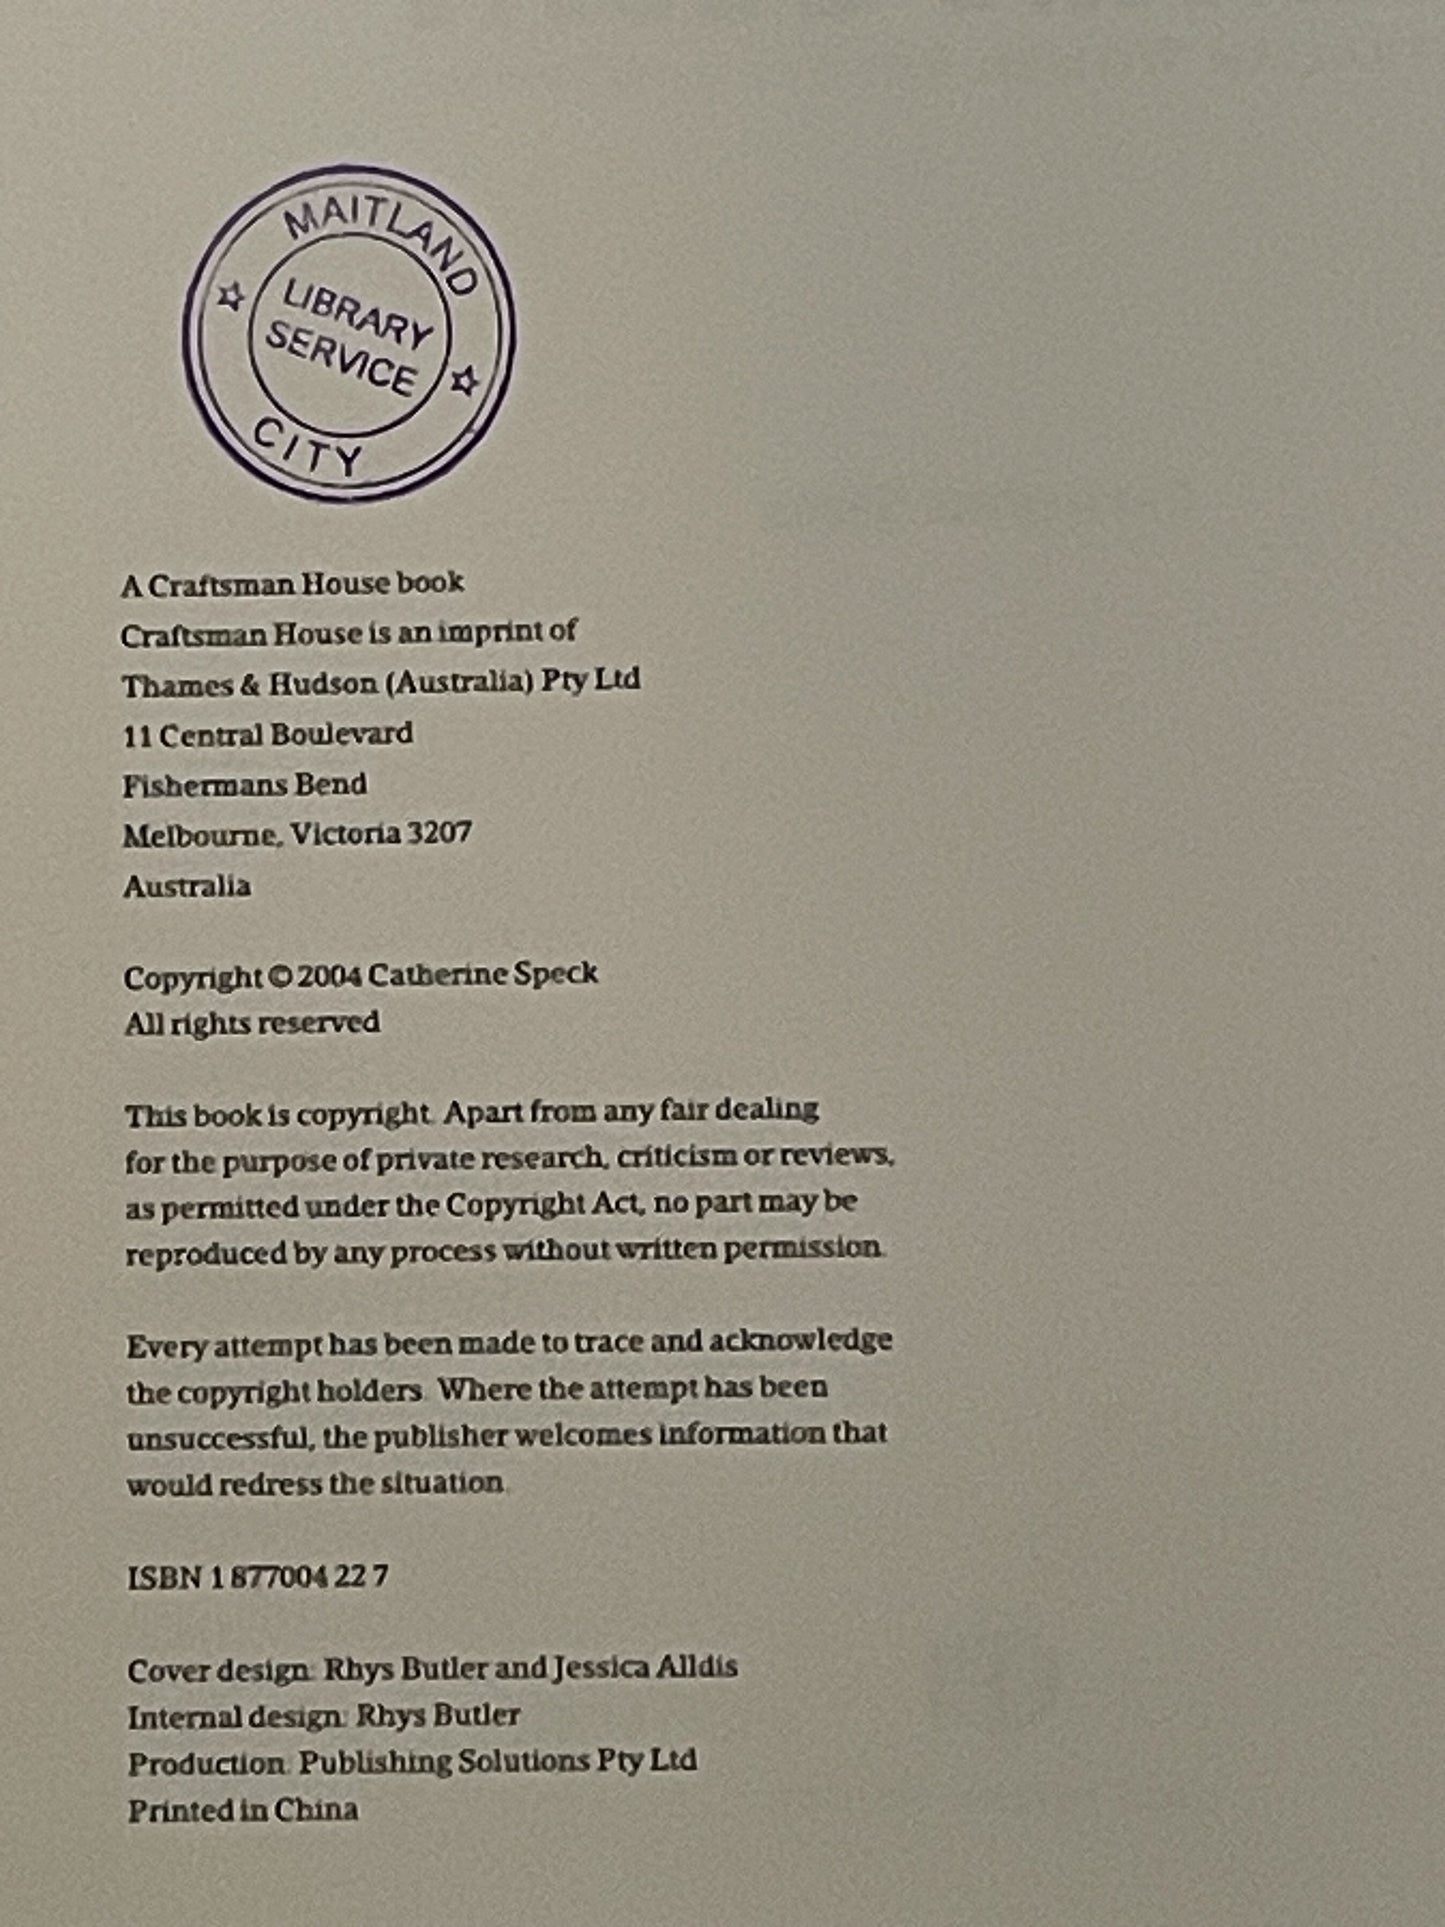 MAITLAND
LIBRARY
SERVICE
CITY
A Craftsman House book
Craftsman House is an imprint of
Thames & Hudson (Australia) Pty Ltd
11 Central Boulevard
Fishermans Bend
Melbourne, Victoria 3207
Australia
Copyright © 2004 Catherine Speck
All rights reserved
This book is copyright. Apart from any fair dealing
for the purpose of private research, criticism or reviews,
as permitted under the Copyright Act, no part may be
reproduced by any process without written permission.
Every attempt has been made to trace and acknowledge
the copyright holders. Where the attempt has been
unsuccessful, the publisher welcomes information that
would redress the situation.
ISBN 1 877004 22 7
Cover design: Rhys Butler and Jessica Alldis
Internal design: Rhys Butler
Production: Publishing Solutions Pty Ltd
Printed in China